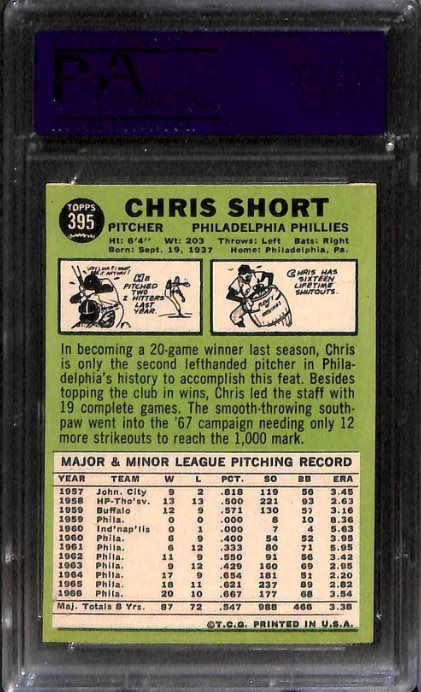 PSA
TOPPS
395
CHRIS SHORT
PITCHER PHILADELPHIA PHILLIES
Ht: 6'4" Wt: 203 Throws: Left Bats: Right
Born: Sept. 19, 1937 Home: Philadelphia, Pa.
HE
PITCHED
TWO
2 HITTERS
LAST
YEAR.
CHRIS HAS
SIXTEEN
LIFETIME
SHUTOUTS.
In becoming a 20-game winner last season, Chris
is only the second lefthanded pitcher in Phila-
delphia's history to accomplish this feat. Besides
topping the club in wins, Chris led the staff with
19 complete games. The smooth-throwing south-
paw went into the '67 campaign needing only 12
more strikeouts to reach the 1,000 mark.
MAJOR & MINOR LEAGUE PITCHING RECORD
YEAR TEAM W L PCT. SO BB ERA
1957 John. City 9 2 .818 119 56 3.45
1958 HP-Tho'sv. 13 13 .500 221 93 2.63
1959 Buffalo 12 9 .571 130 57 3.16
1959 Phila. 0 0 .000 8 10 8.36
1960 Ind'nap'lis 0 1 .000 7 4 5.63
1960 Phila. 6 9 .400 54 52 3.95
1961 Phila. 6 12 .333 80 71 5.95
1962 Phila. 11 9 .550 91 56 3.42
1963 Phila. 9 12 .429 160 69 2.95
1964 Phila. 17 9 .654 181 51 2.20
1965 Phila. 18 11 .621 237 89 2.82
1966 Phila. 20 10 .667 177 68 3.54
Maj. Totals 8 Yrs. 87 72 .547 988 466 3.38
©T.C.G. PRINTED IN U.S.A.